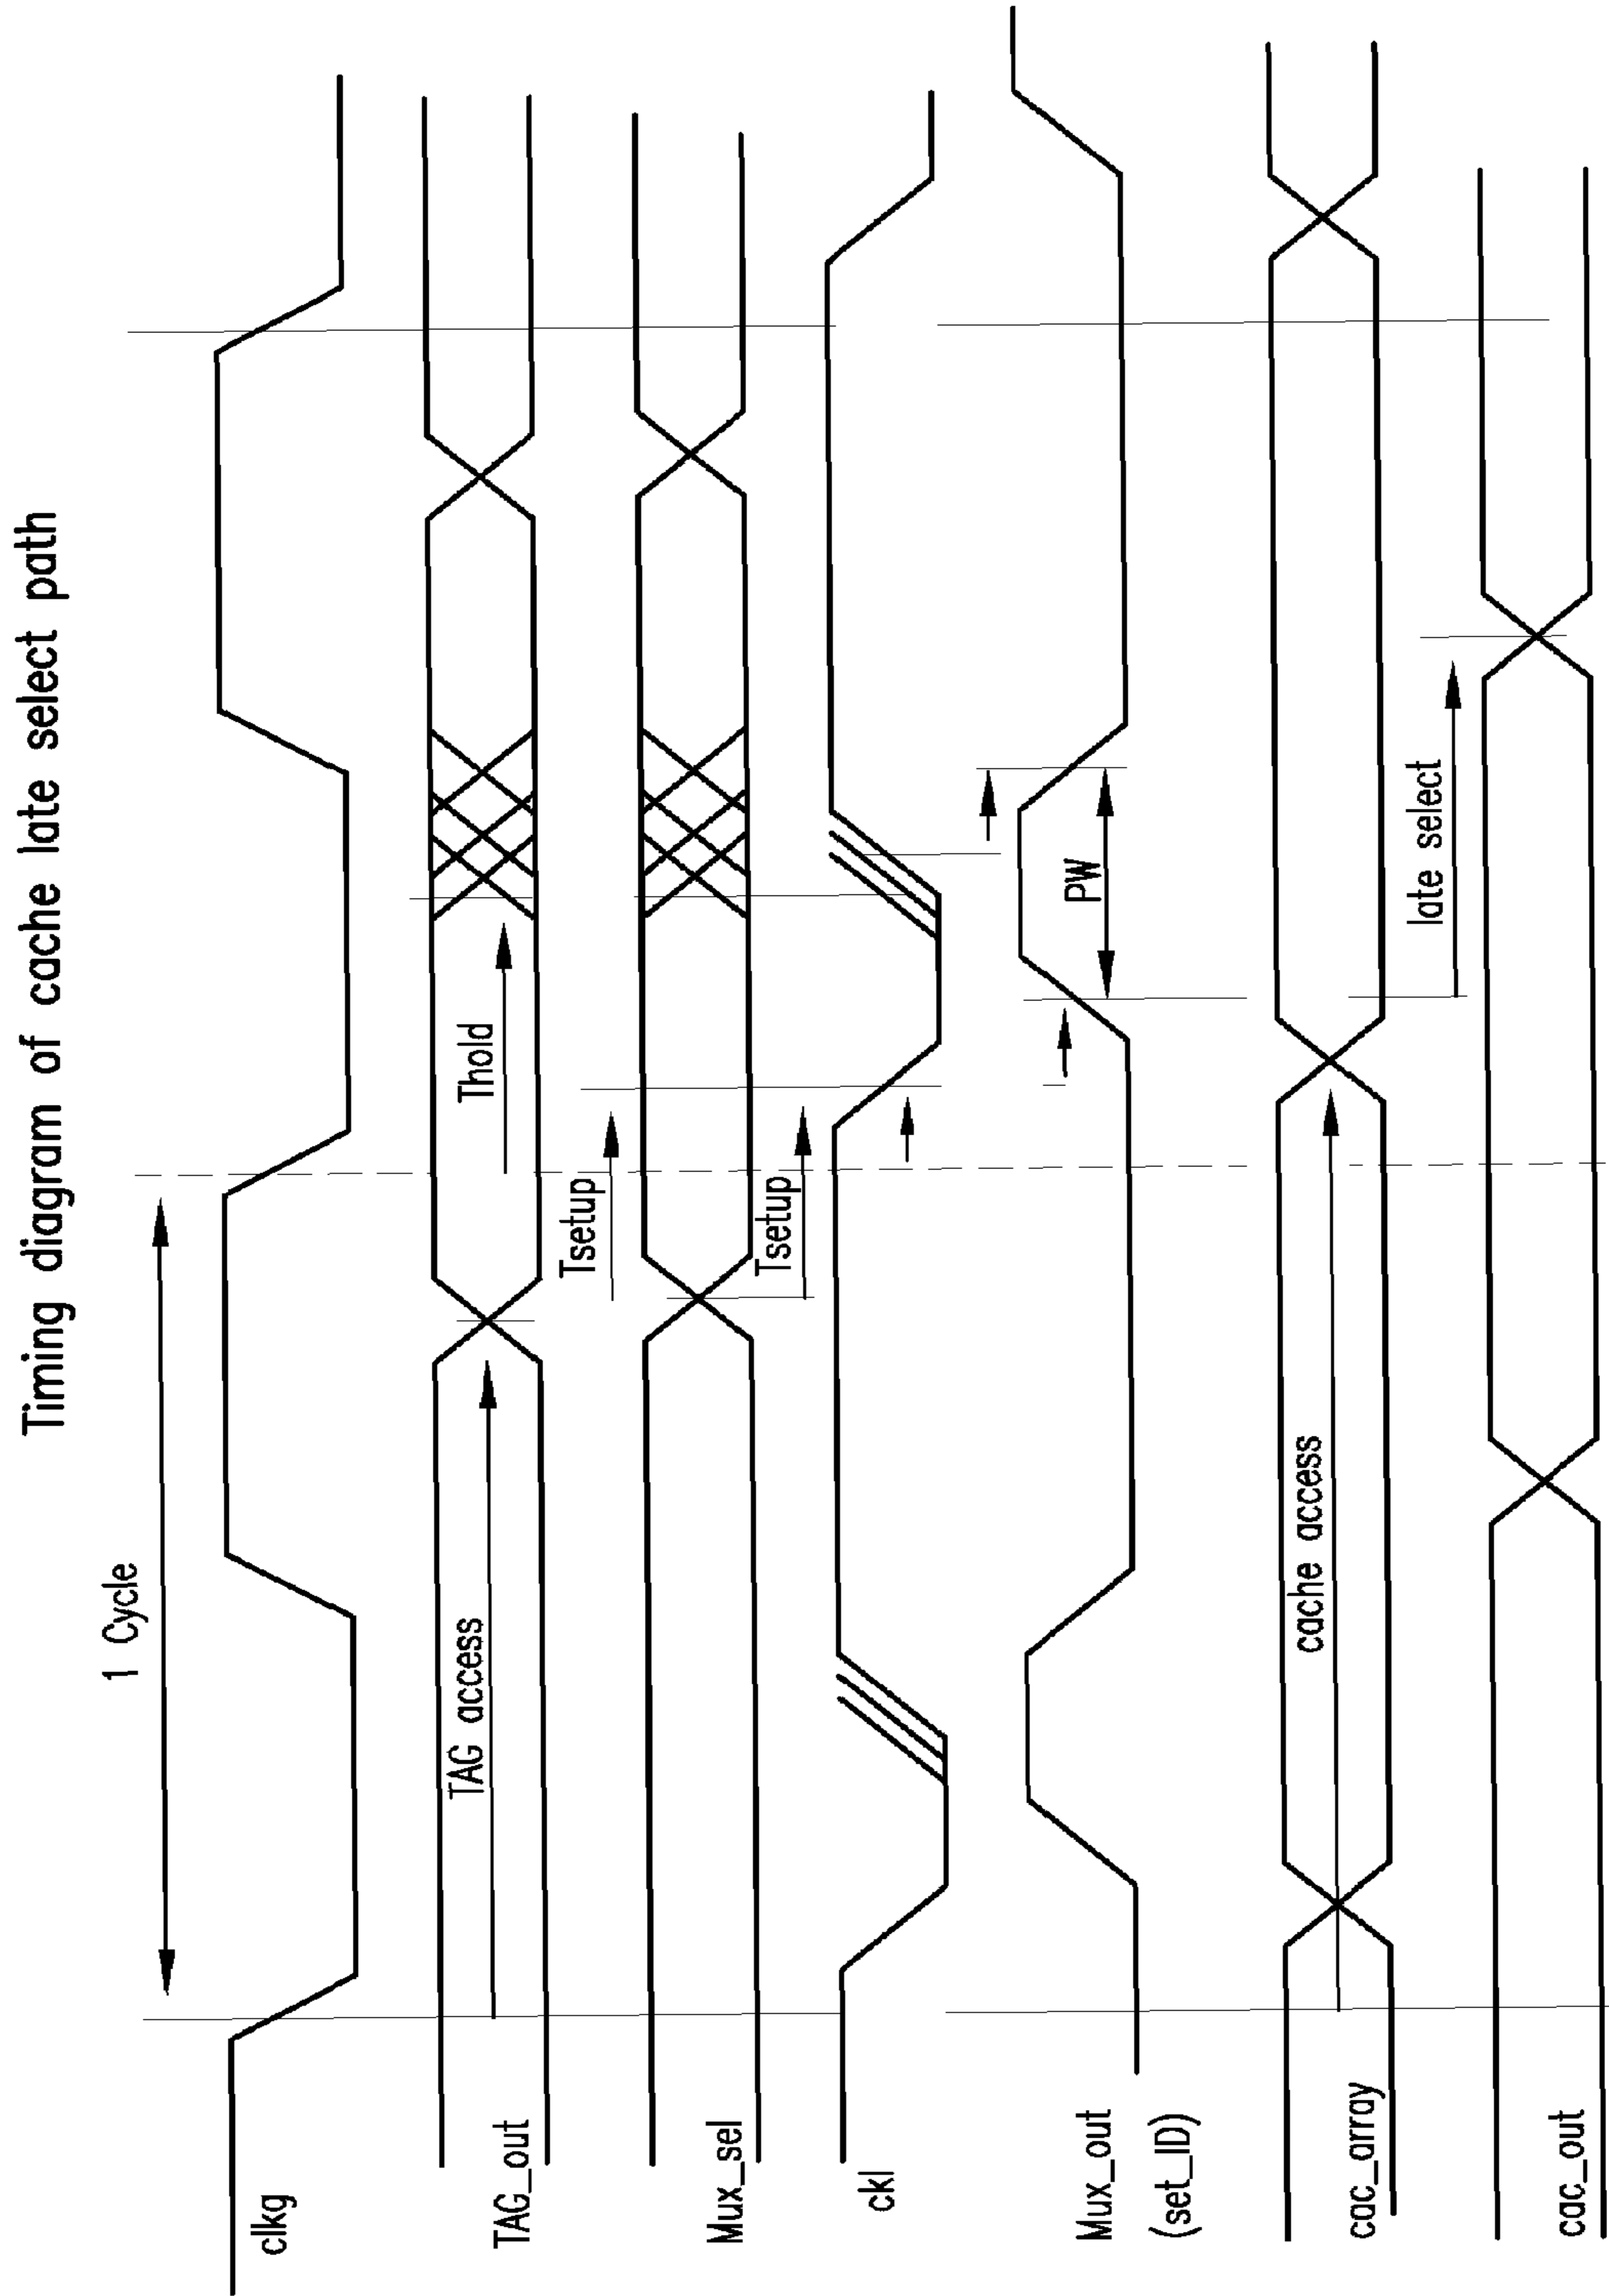 Timing diagram of cache late select path
1 Cycle
clkg
TAG access
Thold
TAG_out
Tsetup
Mux_sel
Tsetup
ckl
PW
Mux_out
(set_ID)
cache access
cac_array
late select
cac_out